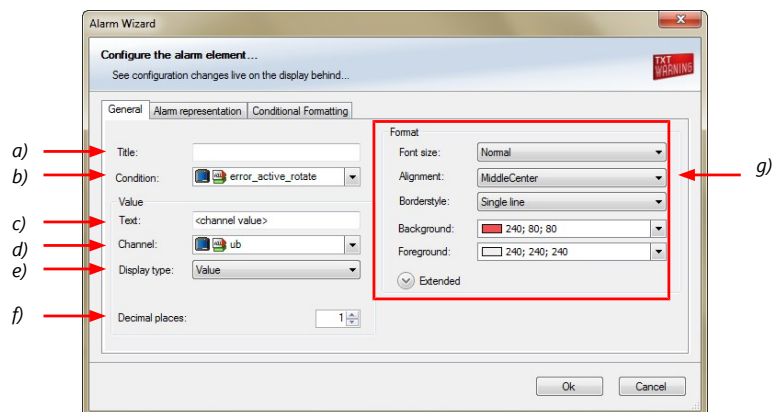 Alarm Wizard
Configure the alarm element...
See configuration changes live on the display behind...
TXT
WARNING
General Alarm representation Conditional Formatting
a) Title:
b) Condition: error_active_rotate
Value
c) Text: <channel value>
d) Channel: ub
e) Display type: Value
f) Decimal places: 1
Format
Font size: Normal
Alignment: MiddleCenter
g)
Borderstyle: Single line
Background: 240; 80; 80
Foreground: 240; 240; 240
Extended
Ok Cancel